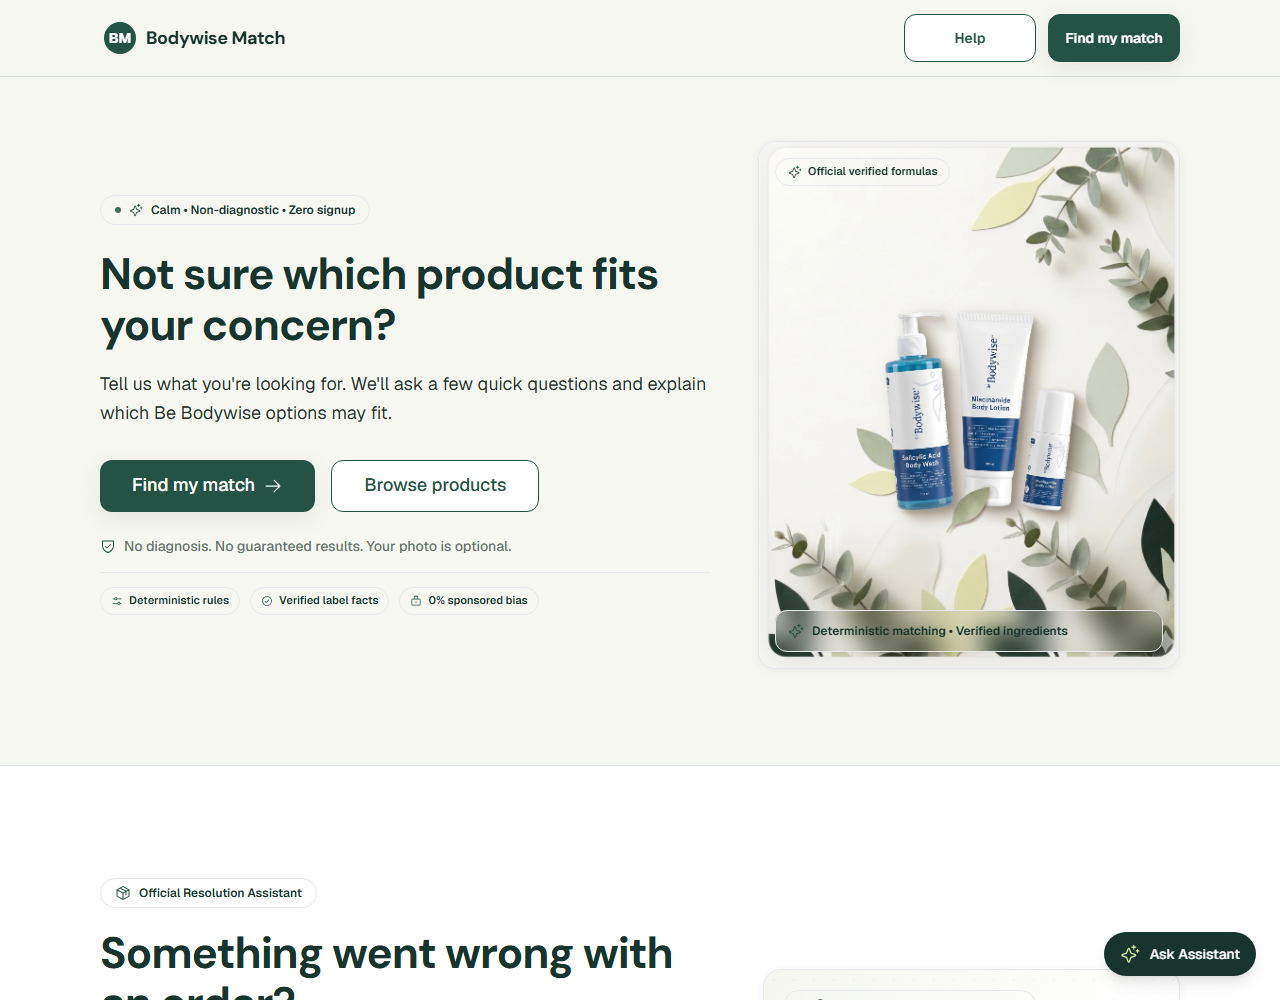 BM Bodywise Match
Help
Find my match
Calm • Non-diagnostic • Zero signup
Not sure which product fits
your concern?
Tell us what you're looking for. We'll ask a few quick questions and explain
which Be Bodywise options may fit.
Find my match
Browse products
No diagnosis. No guaranteed results. Your photo is optional.
Deterministic rules
Verified label facts
0% sponsored bias
Official verified formulas
Bodywise
Salicylic Acid
Body Wash
Bodywise
Niacinamide
Body Lotion
Bodywise
Deterministic matching • Verified ingredients
Official Resolution Assistant
Something went wrong with
an order?
Ask Assistant